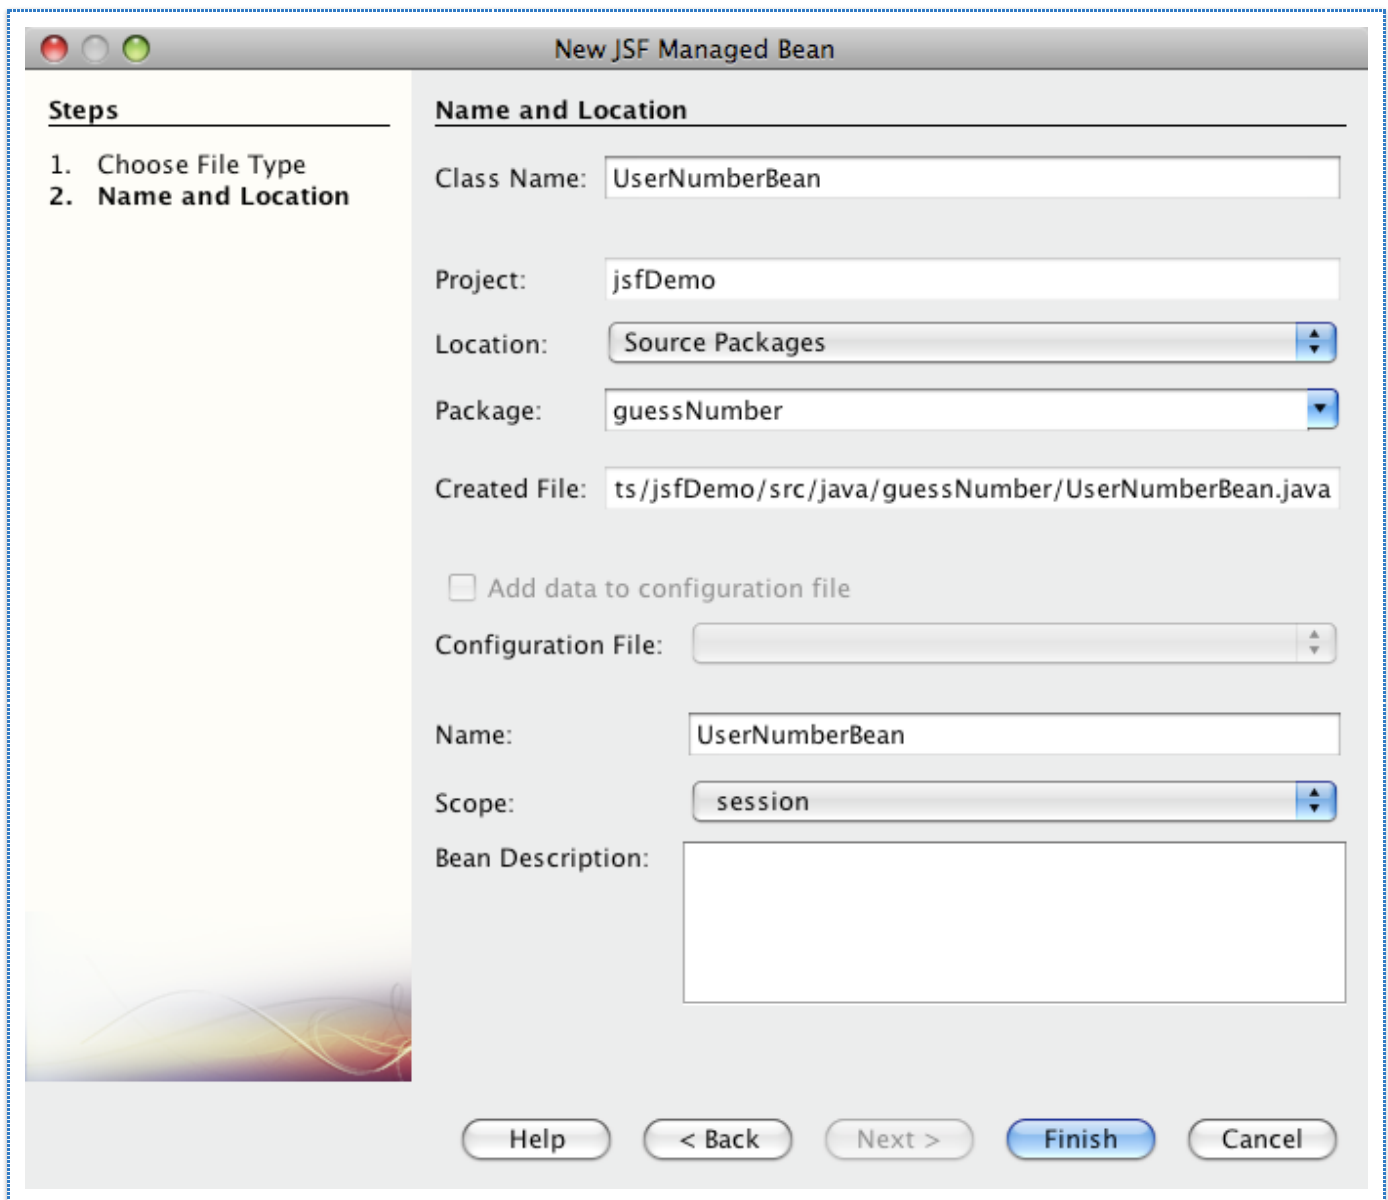 New JSF Managed Bean
Steps
1. Choose File Type
2. Name and Location
Name and Location
Class Name: UserNumberBean
Project: jsfDemo
Location: Source Packages
Package: guessNumber
Created File: ts/jsfDemo/src/java/guessNumber/UserNumberBean.java
Add data to configuration file
Configuration File:
Name: UserNumberBean
Scope: session
Bean Description:
Help < Back Next > Finish Cancel